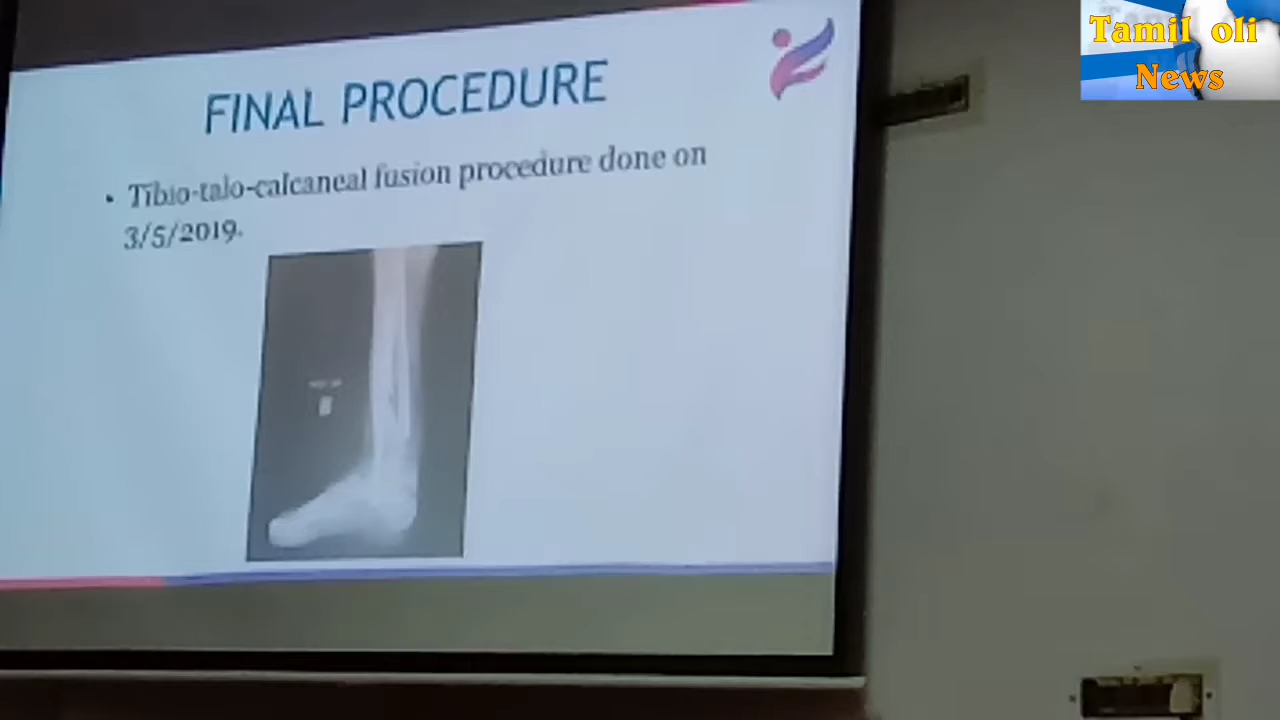 Tamil oli
News
FINAL PROCEDURE
• Tibio-talo-calcaneal fusion procedure done on
3/5/2019.